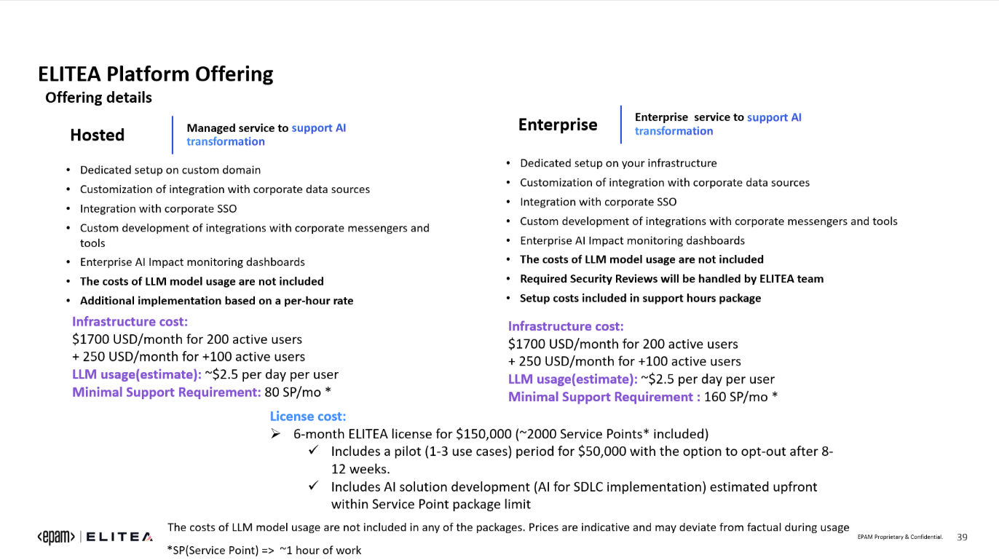 ELITEA Platform Offering
Offering details
Hosted
Managed service to support AI
transformation
• Dedicated setup on custom domain
• Customization of integration with corporate data sources
• Integration with corporate SSO
• Custom development of integrations with corporate messengers and
tools
• Enterprise AI Impact monitoring dashboards
• The costs of LLM model usage are not included
• Additional implementation based on a per-hour rate
Infrastructure cost:
$1700 USD/month for 200 active users
+ 250 USD/month for +100 active users
LLM usage(estimate): ~$2.5 per day per user
Minimal Support Requirement: 80 SP/mo *
Enterprise
Enterprise service to support AI
transformation
• Dedicated setup on your infrastructure
• Customization of integration with corporate data sources
• Integration with corporate SSO
• Custom development of integrations with corporate messengers and tools
• Enterprise AI Impact monitoring dashboards
• The costs of LLM model usage are not included
• Required Security Reviews will be handled by ELITEA team
• Setup costs included in support hours package
Infrastructure cost:
$1700 USD/month for 200 active users
+ 250 USD/month for +100 active users
LLM usage(estimate): ~$2.5 per day per user
Minimal Support Requirement : 160 SP/mo *
License cost:
➢ 6-month ELITEA license for $150,000 (~2000 Service Points* included)
✓ Includes a pilot (1-3 use cases) period for $50,000 with the option to opt-out after 8-
12 weeks.
✓ Includes AI solution development (AI for SDLC implementation) estimated upfront
within Service Point package limit
<epam> | ELITEA
The costs of LLM model usage are not included in any of the packages. Prices are indicative and may deviate from factual during usage
*SP(Service Point) => ~1 hour of work
EPAM Proprietary & Confidential.
39